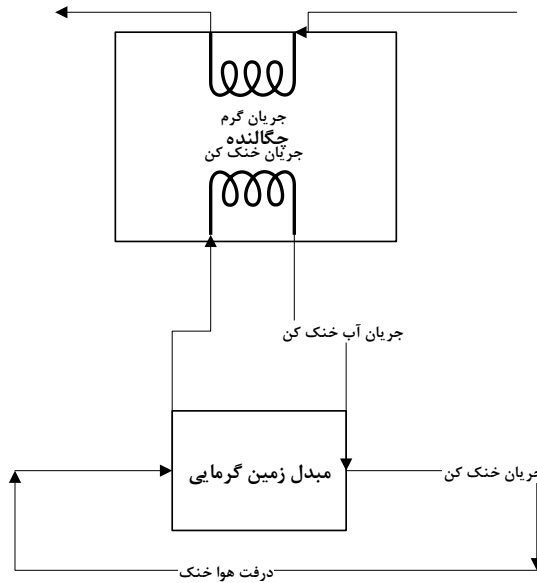 جریان گرم
چگالنده
جریان خنک کن
جریان آب خنک کن
مبدل زمین گرمایی
جریان خنک کن
درفت هوا خنک